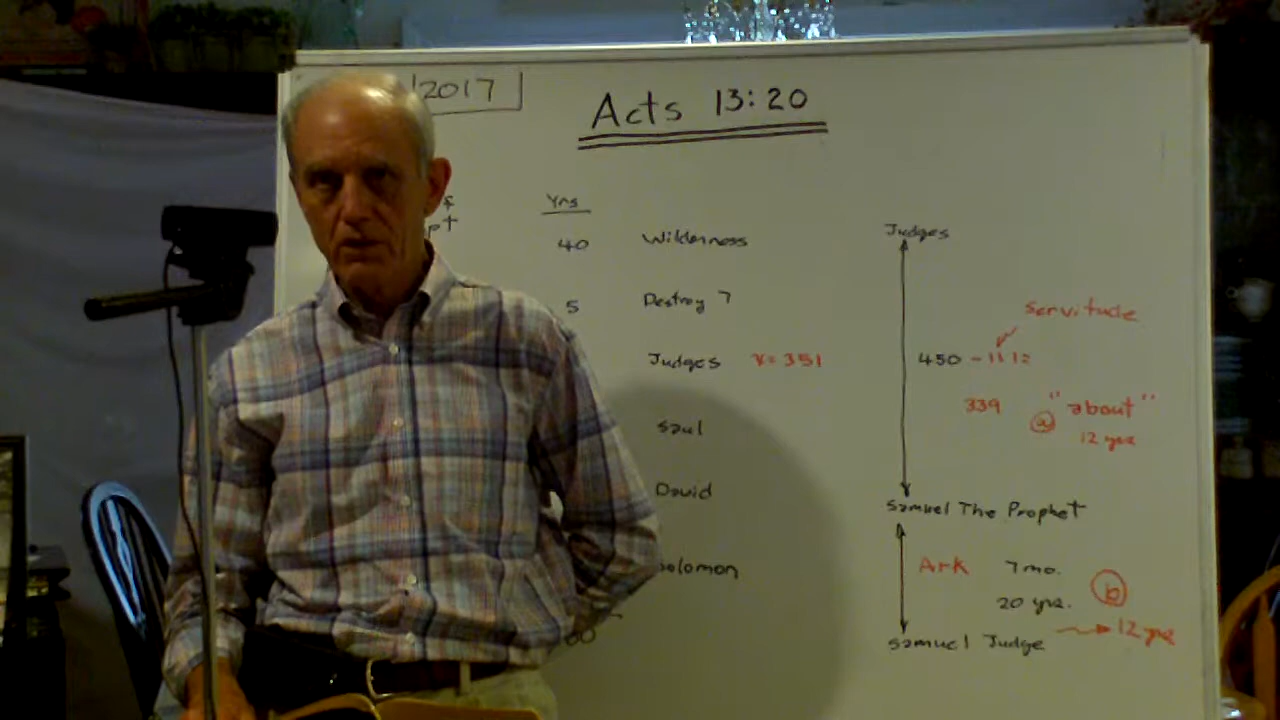 2017
Acts 13:20
Yrs
40 Wilderness
5 Destroy 7
Judges x = 351
Saul
David
Solomon
Judges
servitude
450 - 111
339 "about"
a
12 yrs
Samuel The Prophet
Ark 7 mo.
20 yrs. b
Samuel Judge → 12 yrs